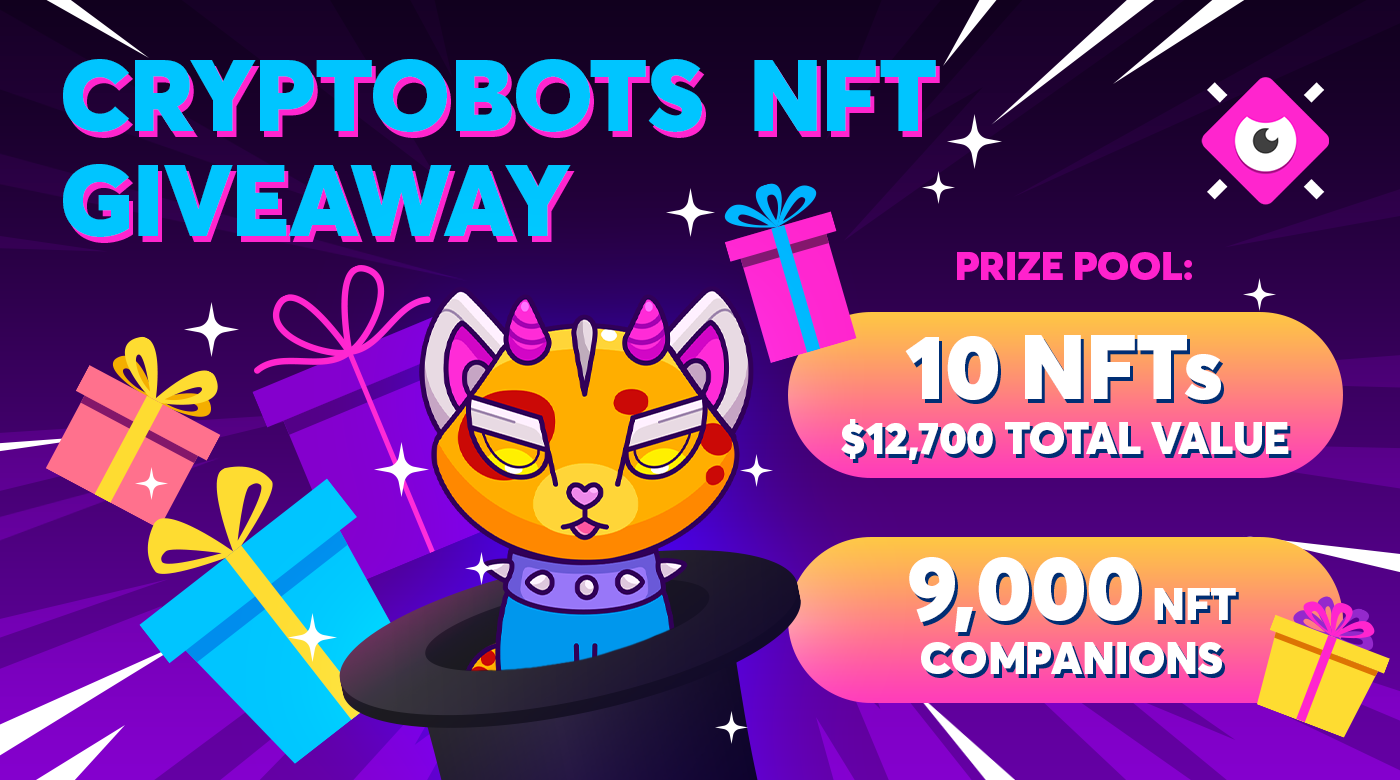 CRYPTOBOTS NFT
GIVEAWAY
PRIZE POOL:
10 NFTs
$12,700 TOTAL VALUE
9,000 NFT
COMPANIONS